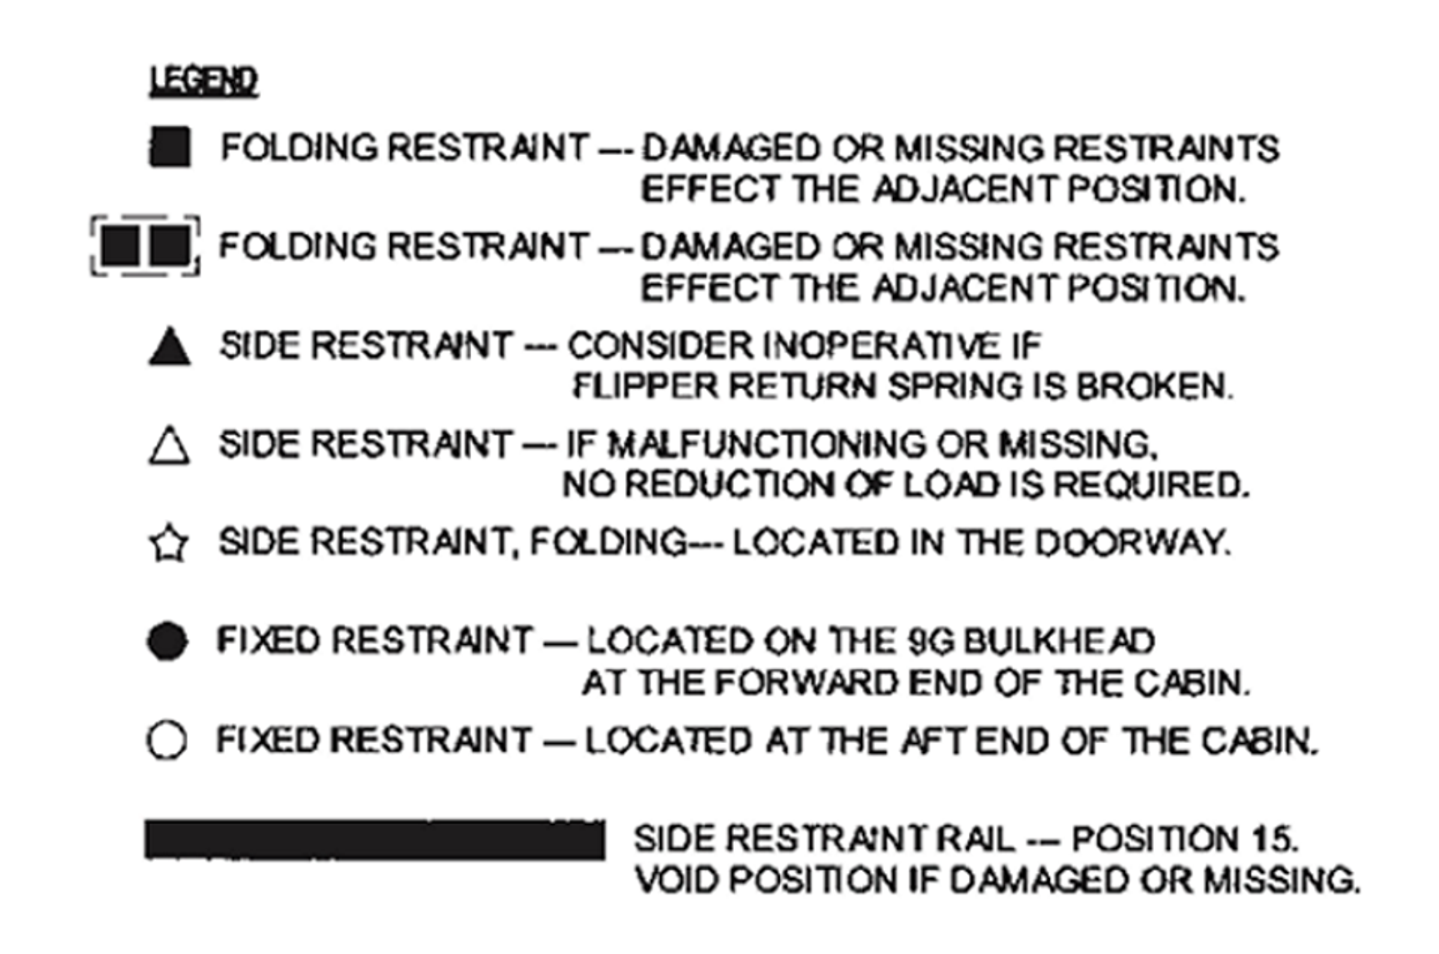 LEGEND
FOLDING RESTRAINT --- DAMAGED OR MISSING RESTRAINTS
EFFECT THE ADJACENT POSITION.
FOLDING RESTRAINT --- DAMAGED OR MISSING RESTRAINTS
EFFECT THE ADJACENT POSITION.
SIDE RESTRAINT --- CONSIDER INOPERATIVE IF
FLIPPER RETURN SPRING IS BROKEN.
SIDE RESTRAINT --- IF MALFUNCTIONING OR MISSING,
NO REDUCTION OF LOAD IS REQUIRED.
SIDE RESTRAINT, FOLDING--- LOCATED IN THE DOORWAY.
FIXED RESTRAINT — LOCATED ON THE 9G BULKHEAD
AT THE FORWARD END OF THE CABIN.
FIXED RESTRAINT — LOCATED AT THE AFT END OF THE CABIN.
SIDE RESTRAINT RAIL --- POSITION 15.
VOID POSITION IF DAMAGED OR MISSING.